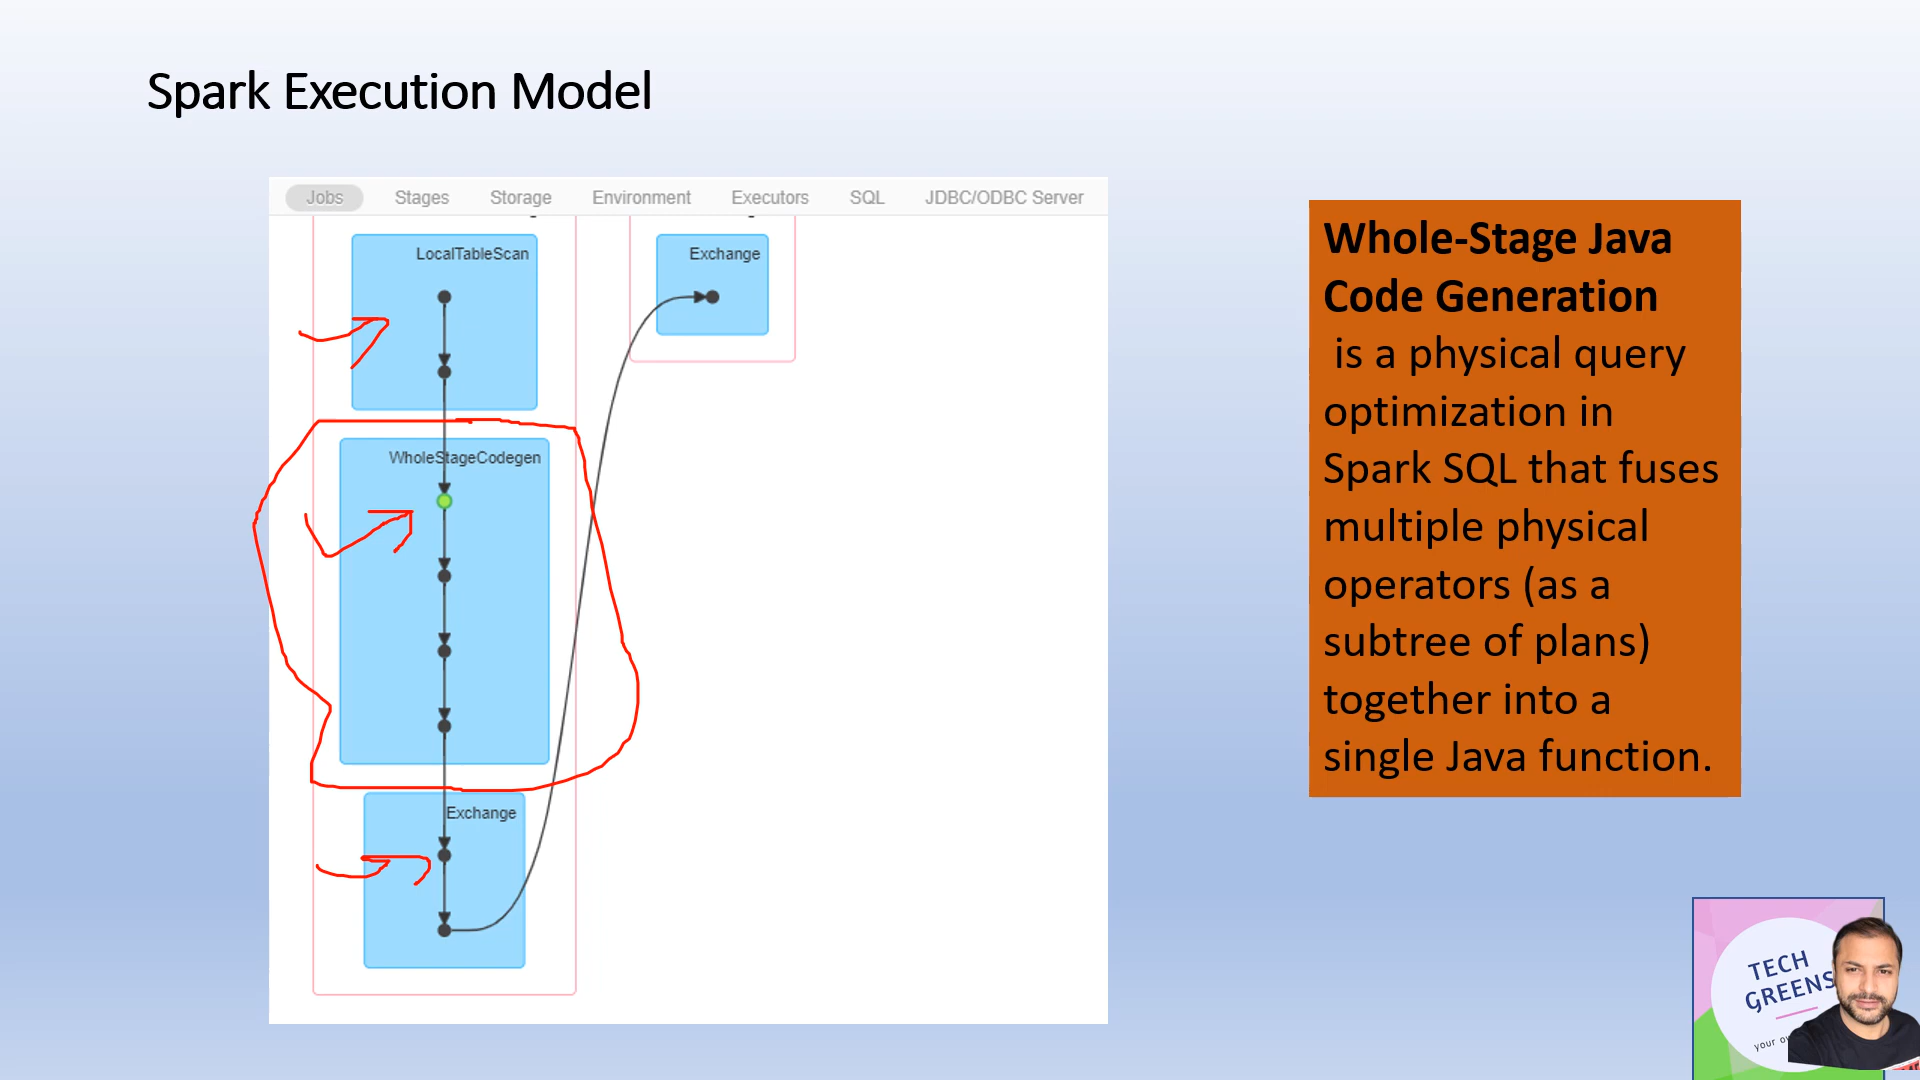 Spark Execution Model
Jobs Stages Storage Environment Executors SQL JDBC/ODBC Server
LocalTableScan
Exchange
WholeStageCodegen
Exchange
Whole-Stage Java
Code Generation
is a physical query
optimization in
Spark SQL that fuses
multiple physical
operators (as a
subtree of plans)
together into a
single Java function.
TECH
GREENS
your